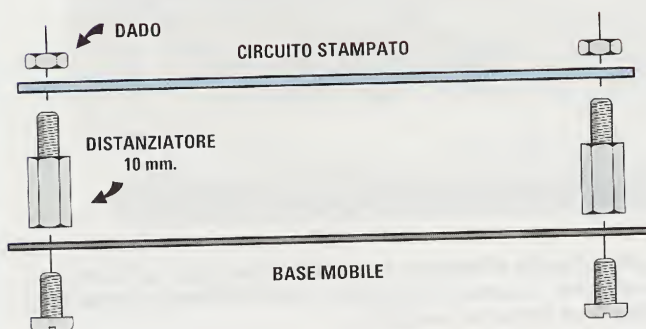 DADO
CIRCUITO STAMPATO
DISTANZIATORE
10 mm.
BASE MOBILE